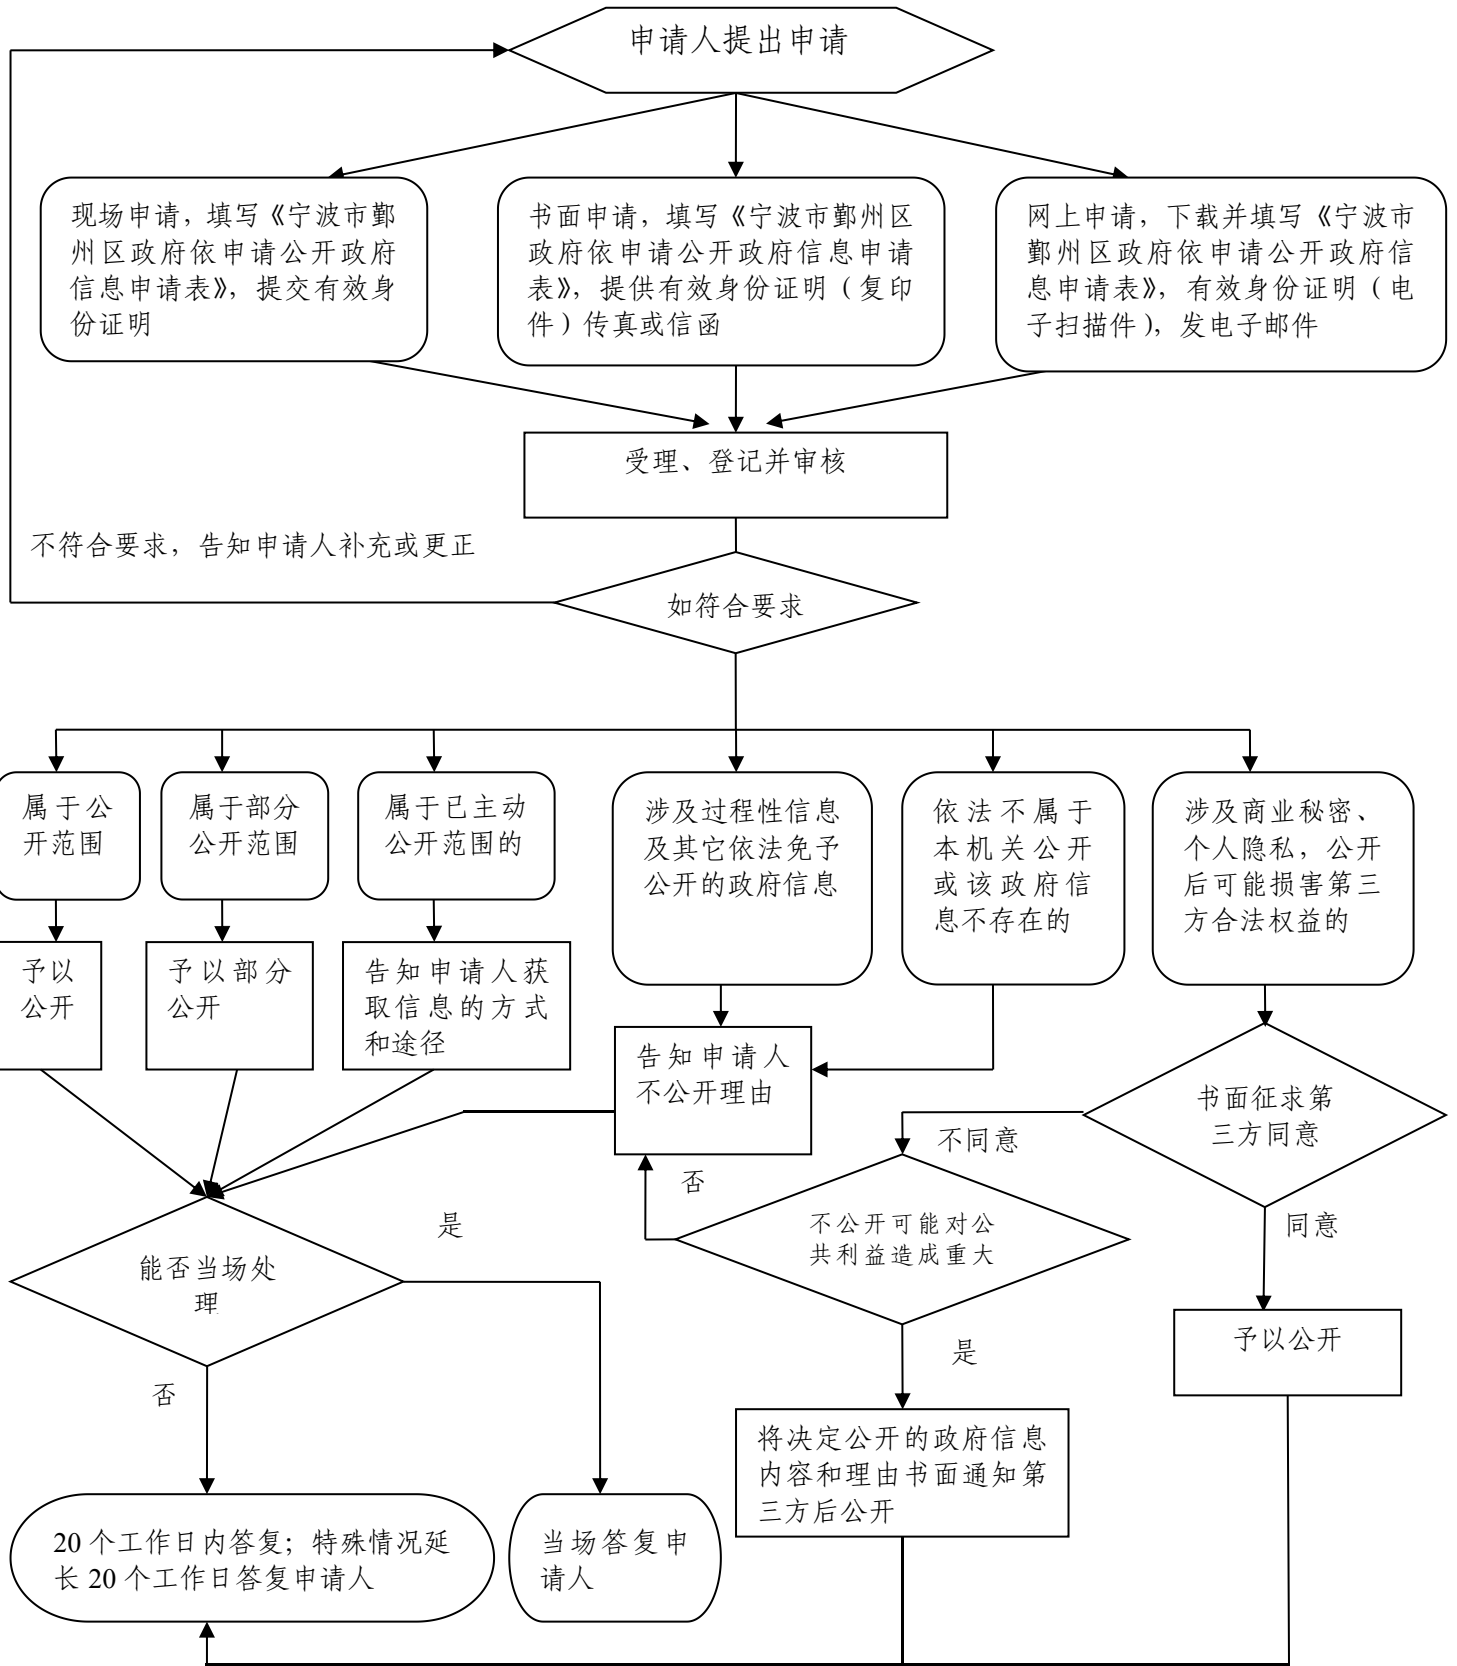 申请人提出申请
现场申请，填写《宁波市鄞
州区政府依申请公开政府
信息申请表》，提交有效身
份证明
书面申请，填写《宁波市鄞州区
政府依申请公开政府信息申请
表》，提供有效身份证明（复印
件）传真或信函
网上申请，下载并填写《宁波市
鄞州区政府依申请公开政府信
息申请表》，有效身份证明（电
子扫描件），发电子邮件
受理、登记并审核
不符合要求，告知申请人补充或更正
如符合要求
属于公
开范围
属于部分
公开范围
属于已主动
公开范围的
涉及过程性信息
及其它依法免予
公开的政府信息
依法不属于
本机关公开
或该政府信
息不存在的
涉及商业秘密、
个人隐私，公开
后可能损害第三
方合法权益的
予以
公开
予以部分
公开
告知申请人获
取信息的方式
和途径
告知申请人
不公开理由
书面征求第
三方同意
不同意
否
同意
不公开可能对公
共利益造成重大
是
能否当场处
理
是
否
予以公开
将决定公开的政府信息
内容和理由书面通知第
三方后公开
20 个工作日内答复；特殊情况延
长 20 个工作日答复申请人
当场答复申
请人